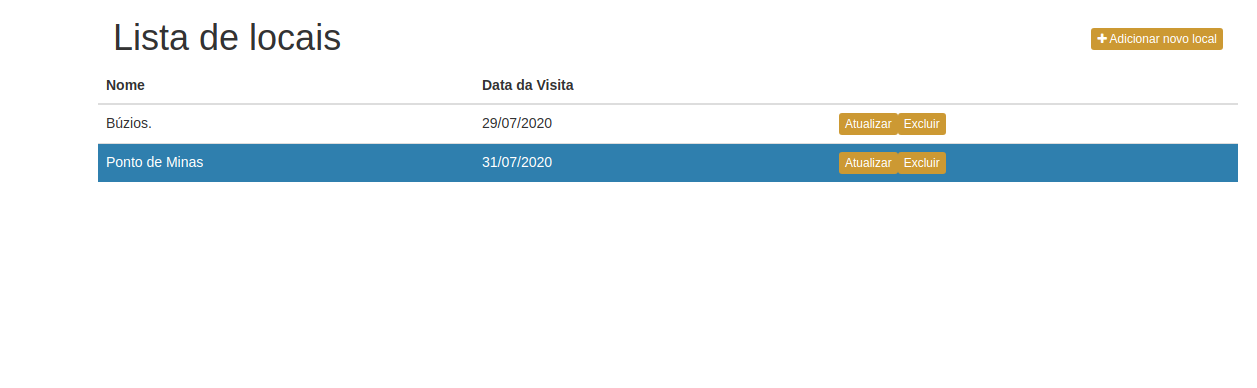 Lista de locais
Adicionar novo local
Nome Data da Visita
Búzios. 29/07/2020 Atualizar Excluir
Ponto de Minas 31/07/2020 Atualizar Excluir